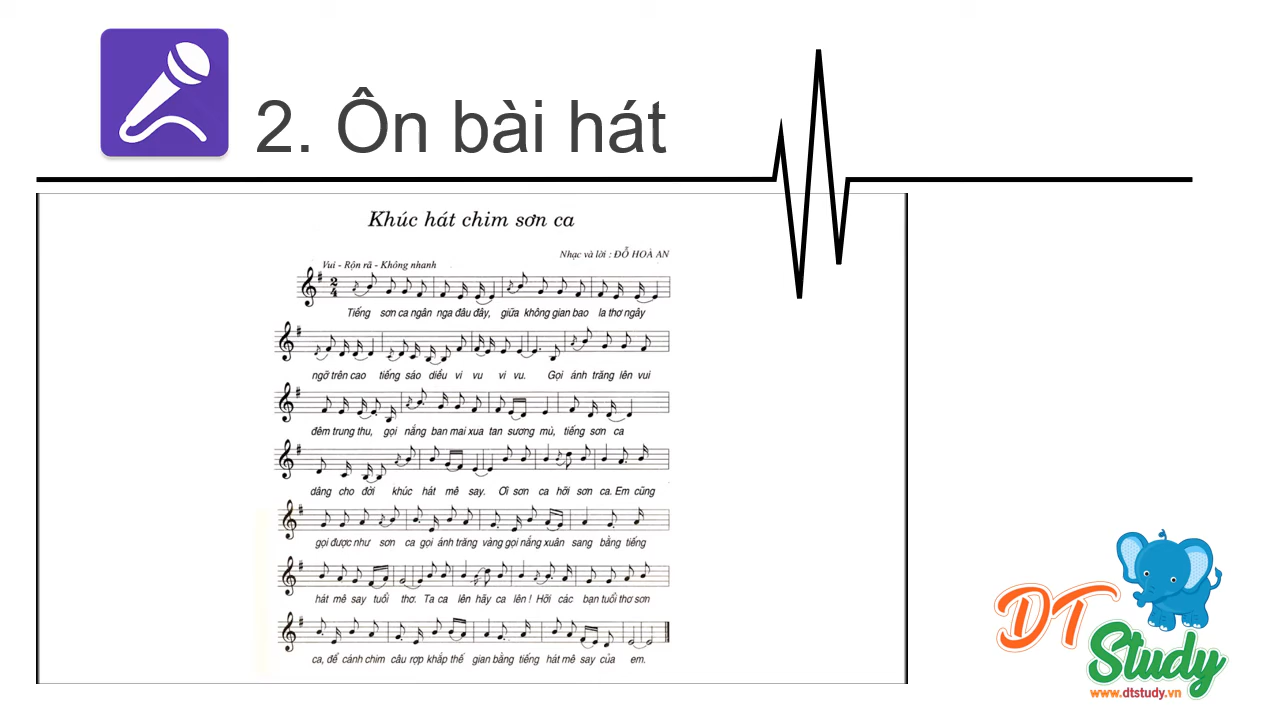 2. Ôn bài hát
Khúc hát chim sơn ca
Nhạc và lời : ĐỖ HOÀ AN
Vui - Rộn rã - Không nhanh
2
4
Tiếng sơn ca ngân nga đâu đây, giữa không gian bao la thơ ngây
ngỡ trên cao tiếng sáo diều vi vu vi vu. Gọi ánh trăng lên vui
đêm trung thu, gọi nắng ban mai xua tan sương mù, tiếng sơn ca
dâng cho đời khúc hát mê say. Ơi sơn ca hỡi sơn ca. Em cũng
gọi được như sơn ca gọi ánh trăng vàng gọi nắng xuân sang bằng tiếng
hát mê say tuổi thơ. Ta ca lên hãy ca lên ! Hỡi các bạn tuổi thơ sơn
ca, để cánh chim câu rợp khắp thế gian bằng tiếng hát mê say của em.
DT
Study
www.dtstudy.vn